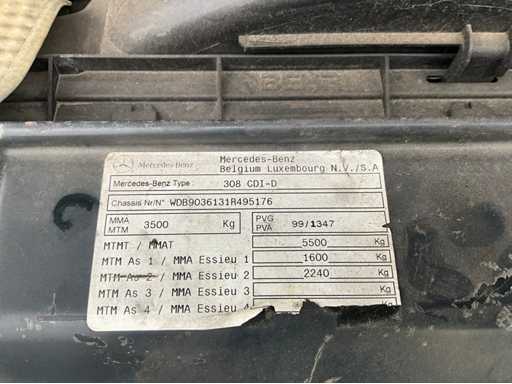 Mercedes-Benz
Mercedes-Benz
Belgium Luxembourg N.V./S.A
Mercedes-Benz Type: 308 CDI-D
Chassis Nr/N° WDB9036131R495176
MMA MTM 3500 Kg PVG PVA 99/1347
MTMT / MMAT 5500 Kg
MTM As 1 / MMA Essieu 1 1600 Kg
MTM As 2 / MMA Essieu 2 2240 Kg
MTM As 3 / MMA Essieu 3 Kg
MTM As 4 / MMA Essieu 4